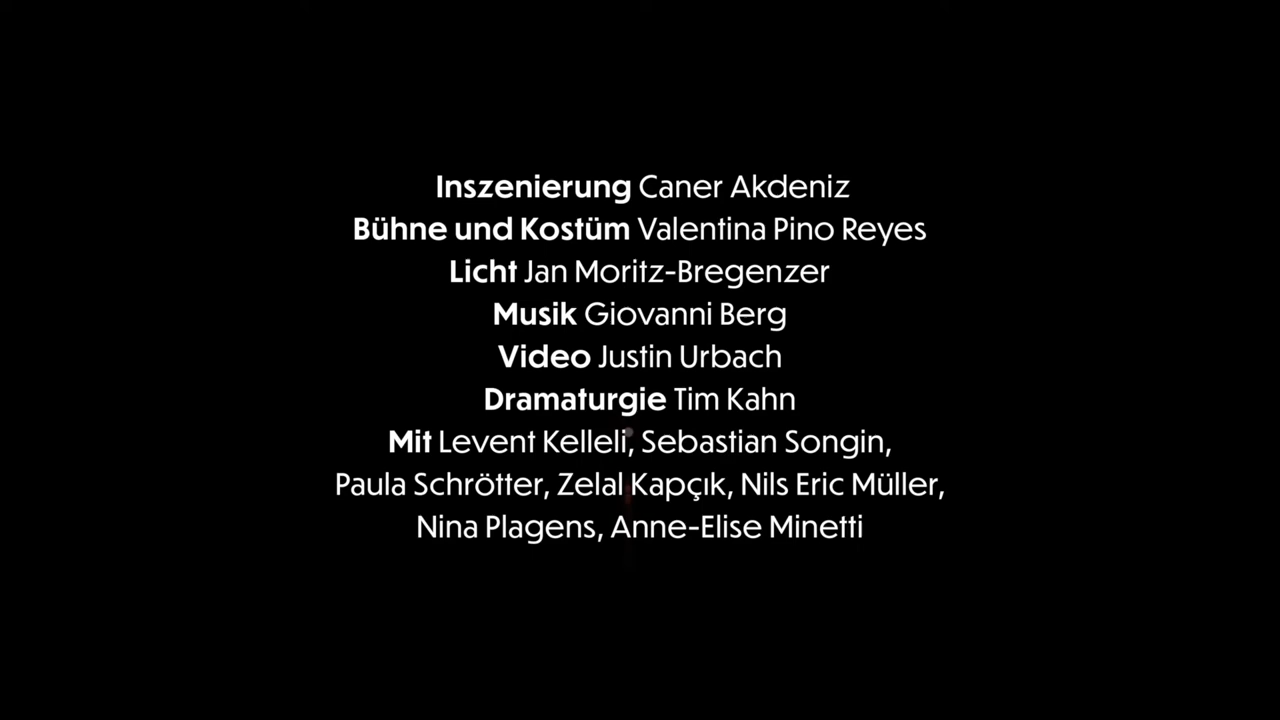 Inszenierung Caner Akdeniz
Bühne und Kostüm Valentina Pino Reyes
Licht Jan Moritz-Bregenzer
Musik Giovanni Berg
Video Justin Urbach
Dramaturgie Tim Kahn
Mit Levent Kelleli, Sebastian Songin,
Paula Schrötter, Zelal Kapçık, Nils Eric Müller,
Nina Plagens, Anne-Elise Minetti